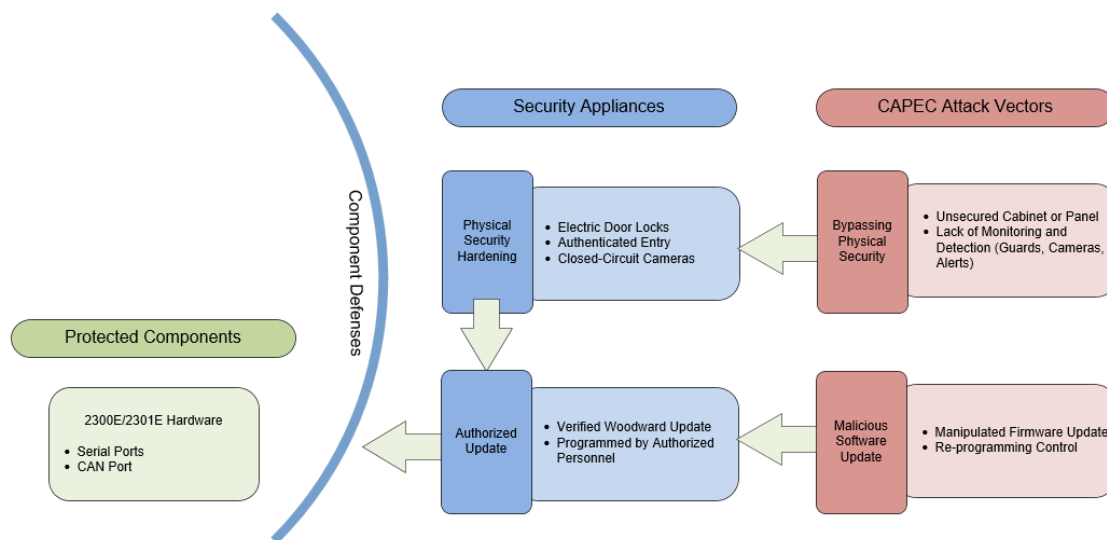 Security Appliances
CAPEC Attack Vectors
Physical
Security
Hardening
• Electric Door Locks
• Authenticated Entry
• Closed-Circuit Cameras
Bypassing
Physical
Security
• Unsecured Cabinet or Panel
• Lack of Monitoring and
Detection (Guards, Cameras,
Alerts)
Component Defenses
Protected Components
2300E/2301E Hardware
• Serial Ports
• CAN Port
Authorized
Update
• Verified Woodward Update
• Programmed by Authorized
Personnel
Malicious
Software
Update
• Manipulated Firmware Update
• Re-programming Control